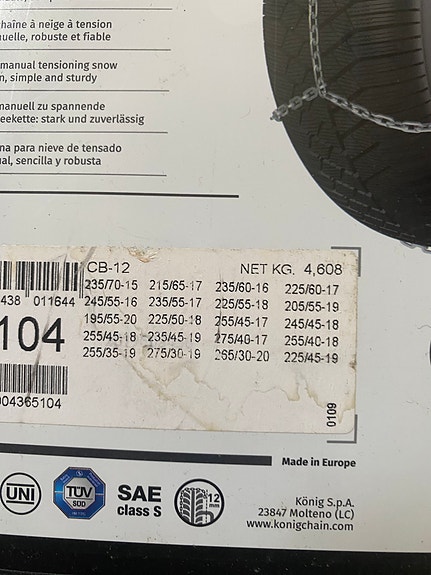 chaîne à neige à tension
nuelle, robuste et fiable
manual tensioning snow
n, simple and sturdy
manuell zu spannende
eekette: stark und zuverlässig
na para nieve de tensado
ual, sencilla y robusta
CB-12 NET KG. 4,608
235/70-15 215/65-17 235/60-16 225/60-17
245/55-16 235/55-17 225/55-18 205/55-19
195/55-20 225/50-18 255/45-17 245/45-18
255/45-18 235/45-19 275/40-17 255/40-18
255/35-19 275/30-19 265/30-20 225/45-19
438 011644
104
004365104
0109
Made in Europe
UNI
TÜV
SÜD
SAE
class S
12
mm
König S.p.A.
23847 Molteno (LC)
www.konigchain.com